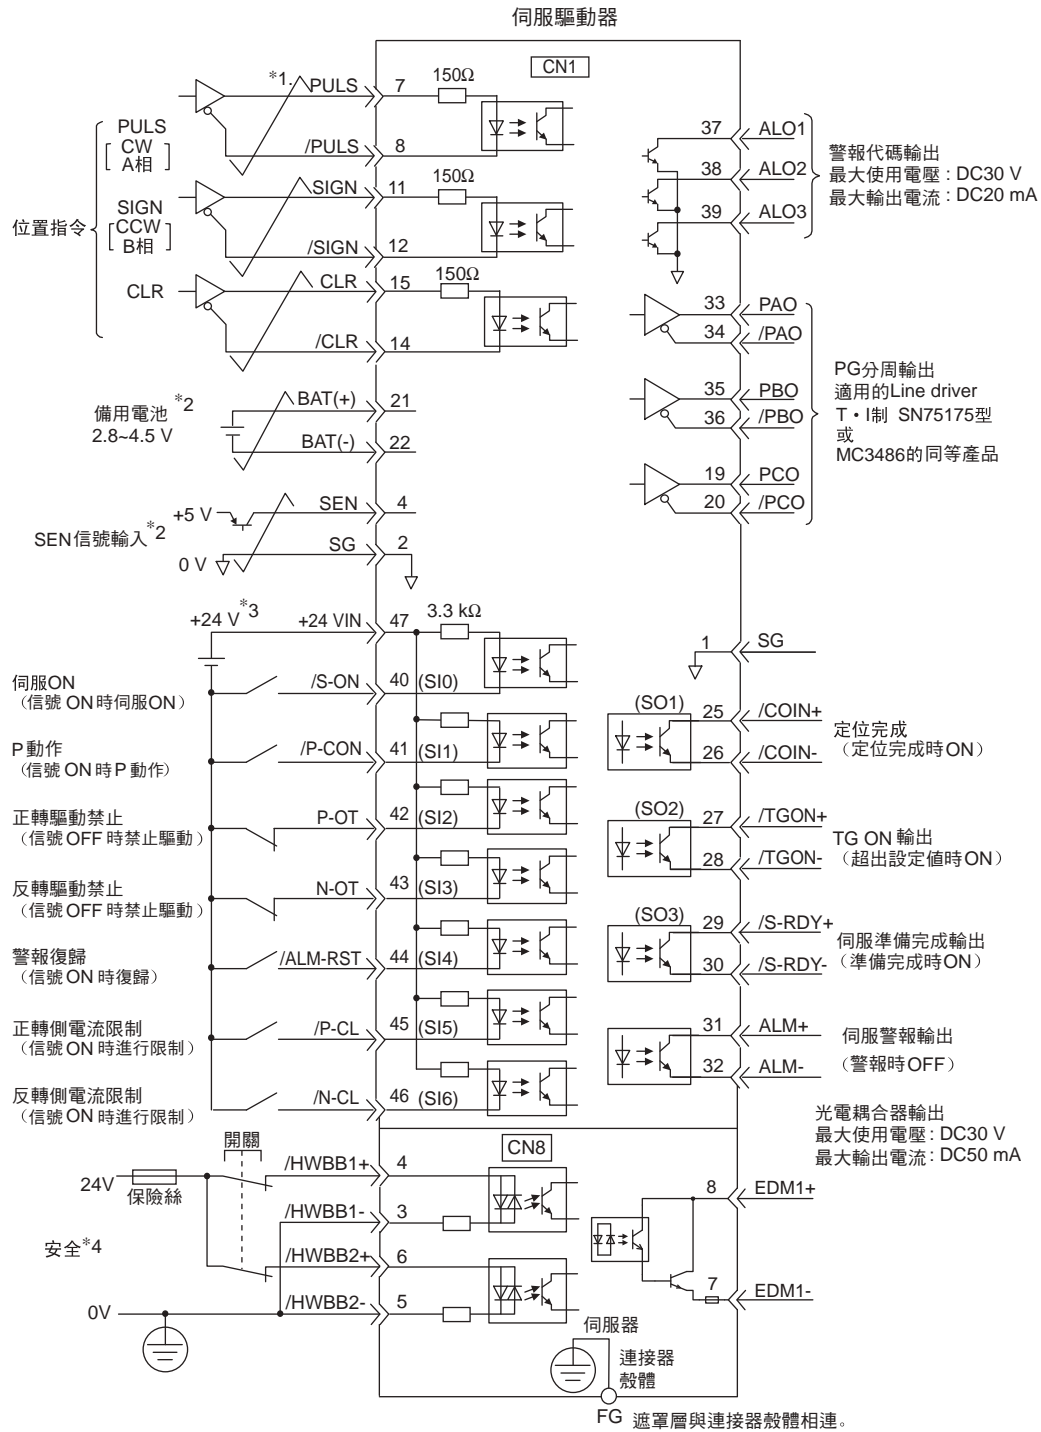 伺服驅動器
CN1
*1.
PULS 7 150Ω
/PULS 8
PULS
CW
A相
SIGN 11 150Ω
/SIGN 12
SIGN
CCW
B相
位置指令
CLR
CLR 15 150Ω
/CLR 14
備用電池*2
2.8~4.5 V
BAT(+) 21
BAT(-) 22
+5 V
SEN 4
SEN信號輸入*2
SG 2
0 V
+24 V*3
+24 VIN 47 3.3 kΩ
伺服ON
（信號 ON時伺服ON）
/S-ON 40 (SI0)
P動作
（信號 ON時P動作）
/P-CON 41 (SI1)
正轉驅動禁止
（信號OFF 時禁止驅動）
P-OT 42 (SI2)
反轉驅動禁止
（信號OFF 時禁止驅動）
N-OT 43 (SI3)
警報復歸
（信號 ON時復歸）
/ALM-RST 44 (SI4)
正轉側電流限制
（信號ON時進行限制）
/P-CL 45 (SI5)
反轉側電流限制
（信號ON時進行限制）
/N-CL 46 (SI6)
37 ALO1
38 ALO2
39 ALO3
警報代碼輸出
最大使用電壓：DC30 V
最大輸出電流：DC20 mA
33 PAO
34 /PAO
35 PBO
36 /PBO
19 PCO
20 /PCO
PG分周輸出
適用的Line driver
T・I制 SN75175型
或
MC3486的同等產品
1 SG
(SO1) 25 /COIN+
26 /COIN-
定位完成
（定位完成時ON）
(SO2) 27 /TGON+
28 /TGON-
TG ON 輸出
（超出設定值時ON）
(SO3) 29 /S-RDY+
30 /S-RDY-
伺服準備完成輸出
（準備完成時ON）
31 ALM+
32 ALM-
伺服警報輸出
（警報時OFF）
光電耦合器輸出
最大使用電壓：DC30 V
最大輸出電流：DC50 mA
CN8
開關
24V
保險絲
/HWBB1+ 4
/HWBB1- 3
安全*4
/HWBB2+ 6
/HWBB2- 5
0V
8 EDM1+
7 EDM1-
伺服器
連接器
殼體
FG 遮罩層與連接器殼體相連。